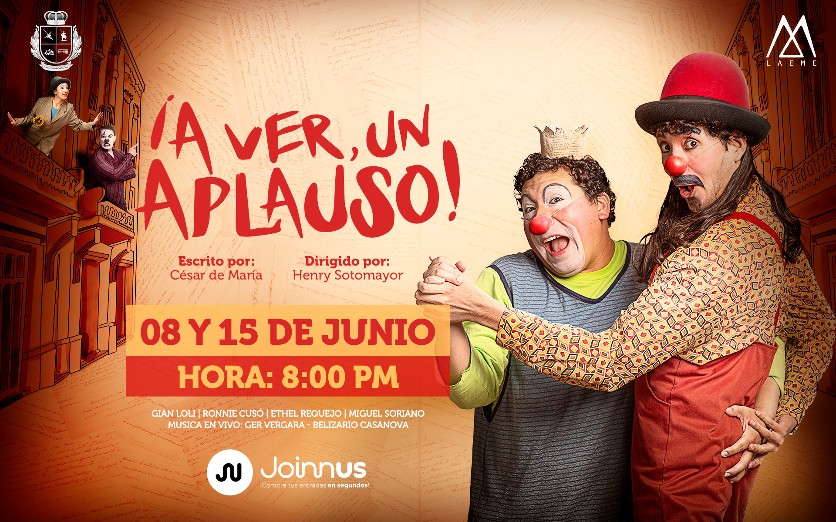 LAEME
¡A VER, UN
APLAUSO!
Escrito por:
César de María
Dirigido por:
Henry Sotomayor
08 Y 15 DE JUNIO
HORA: 8:00 PM
GIAN LOLI | RONNIE CUSÓ | ETHEL REQUEJO | MIGUEL SORIANO
MÚSICA EN VIVO: GER VERGARA - BELIZARIO CASANOVA
Joinnus
¡Compra tus entradas en segundos!